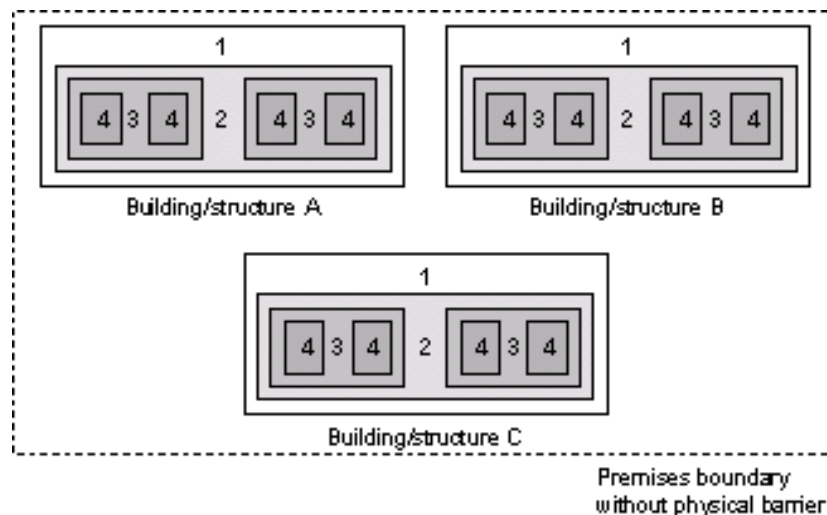 1
4 3 4 2 4 3 4
Building/structure A
1
4 3 4 2 4 3 4
Building/structure B
1
4 3 4 2 4 3 4
Building/structure C
Premises boundary
without physical barrier